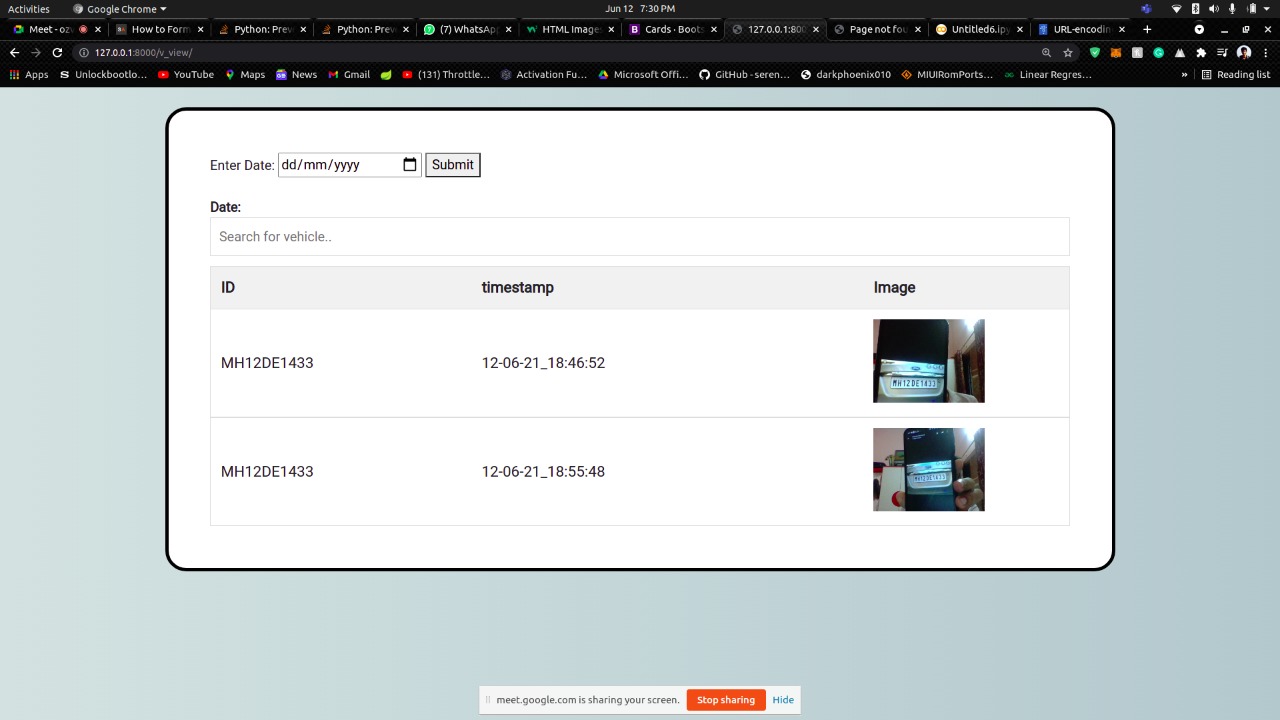 Activities Google Chrome Jun 12 7:30 PM
Meet - ozv How to Form Python: Prev Python: Prev (7) WhatsAp HTML Image Cards · Boots 127.0.0.1:800 Page not fou Untitled6.ipy URL-encodin
127.0.0.1:8000/v_view/
Apps Unlockbootlo... YouTube Maps News Gmail (131) Throttle... Activation Fu... Microsoft Offi... GitHub - seren... darkphoenix010 MIUIRomPorts... Linear Regres... » Reading list
Enter Date: dd/mm/yyyy Submit
Date:
Search for vehicle..
ID timestamp Image
MH12DE1433 12-06-21_18:46:52
MH12DE1433
MH12DE1433 12-06-21_18:55:48
MH12DE1433
meet.google.com is sharing your screen. Stop sharing Hide